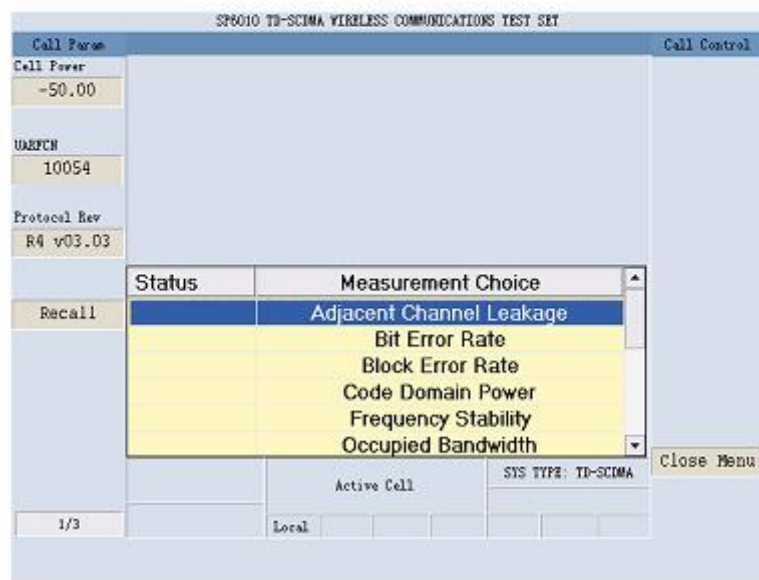 SP6010 TD-SCDMA WIRELESS COMMUNICATIONS TEST SET
Call Param
Call Control
Cell Power
-50.00
UARFCN
10054
Protocol Rev
R4 v03.03
Recall
Status
Measurement Choice
Adjacent Channel Leakage
Bit Error Rate
Block Error Rate
Code Domain Power
Frequency Stability
Occupied Bandwidth
Close Menu
Active Cell
SYS TYPE: TD-SCDMA
1/3
Local